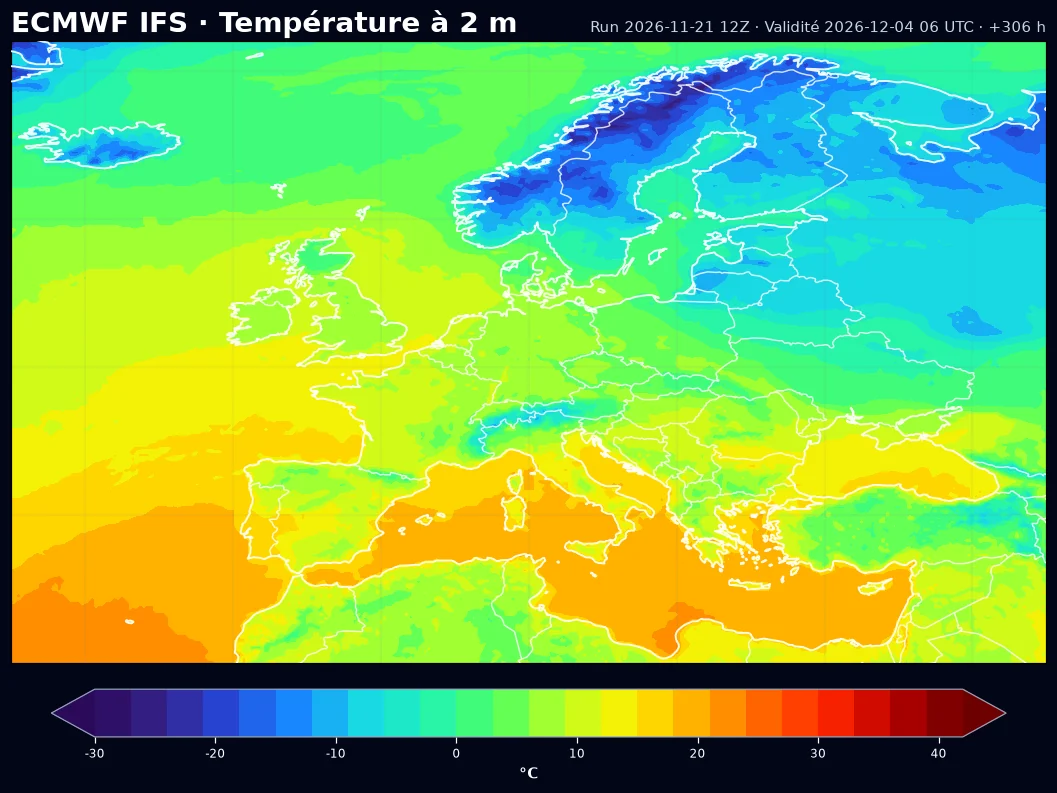 ECMWF IFS · Température à 2 m
Run 2026-11-21 12Z · Validité 2026-12-04 06 UTC · +306 h
-30 -20 -10 0 10 20 30 40
°C